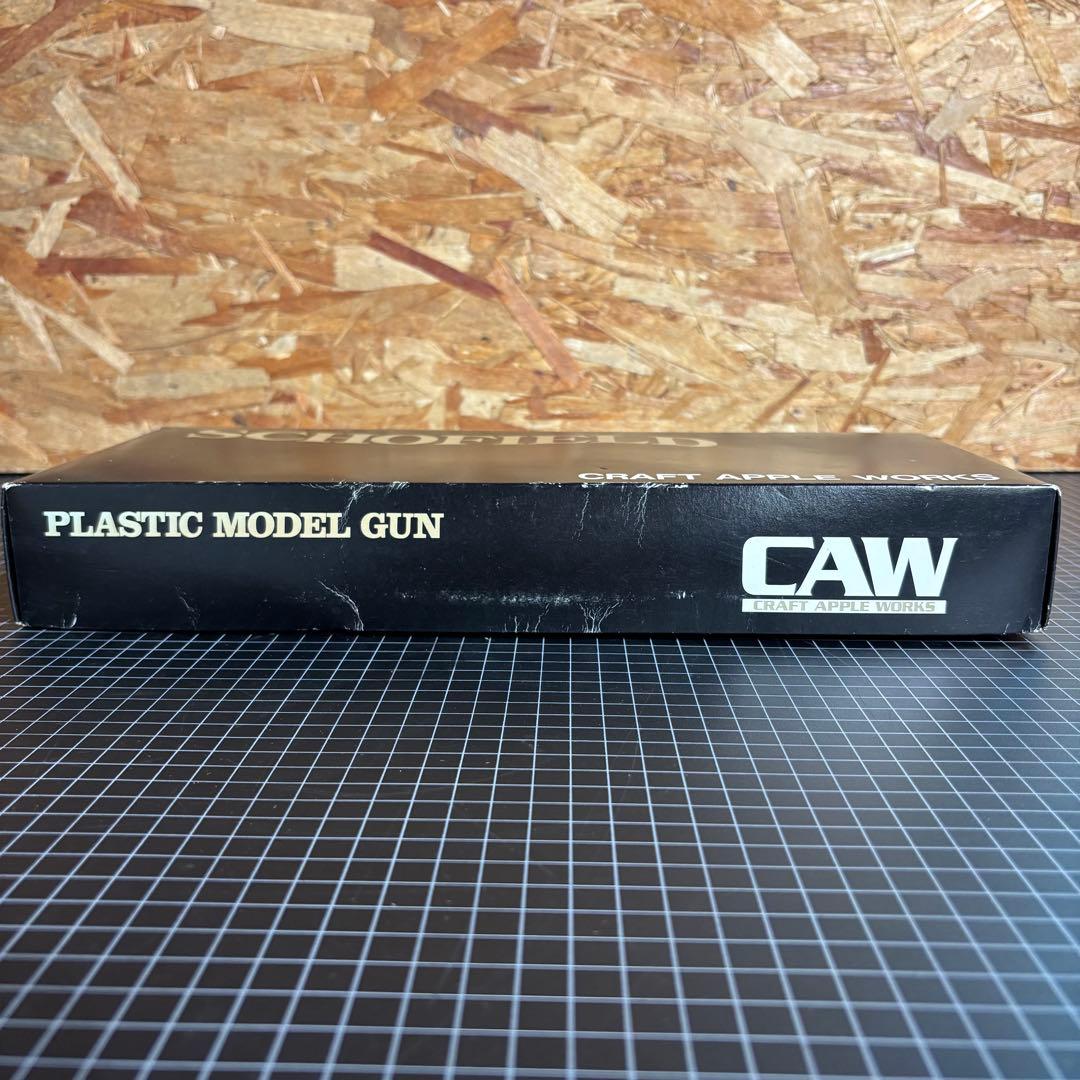 SCHOFIELD
CRAFT APPLE WORKS
PLASTIC MODEL GUN
CAW
CRAFT APPLE WORKS